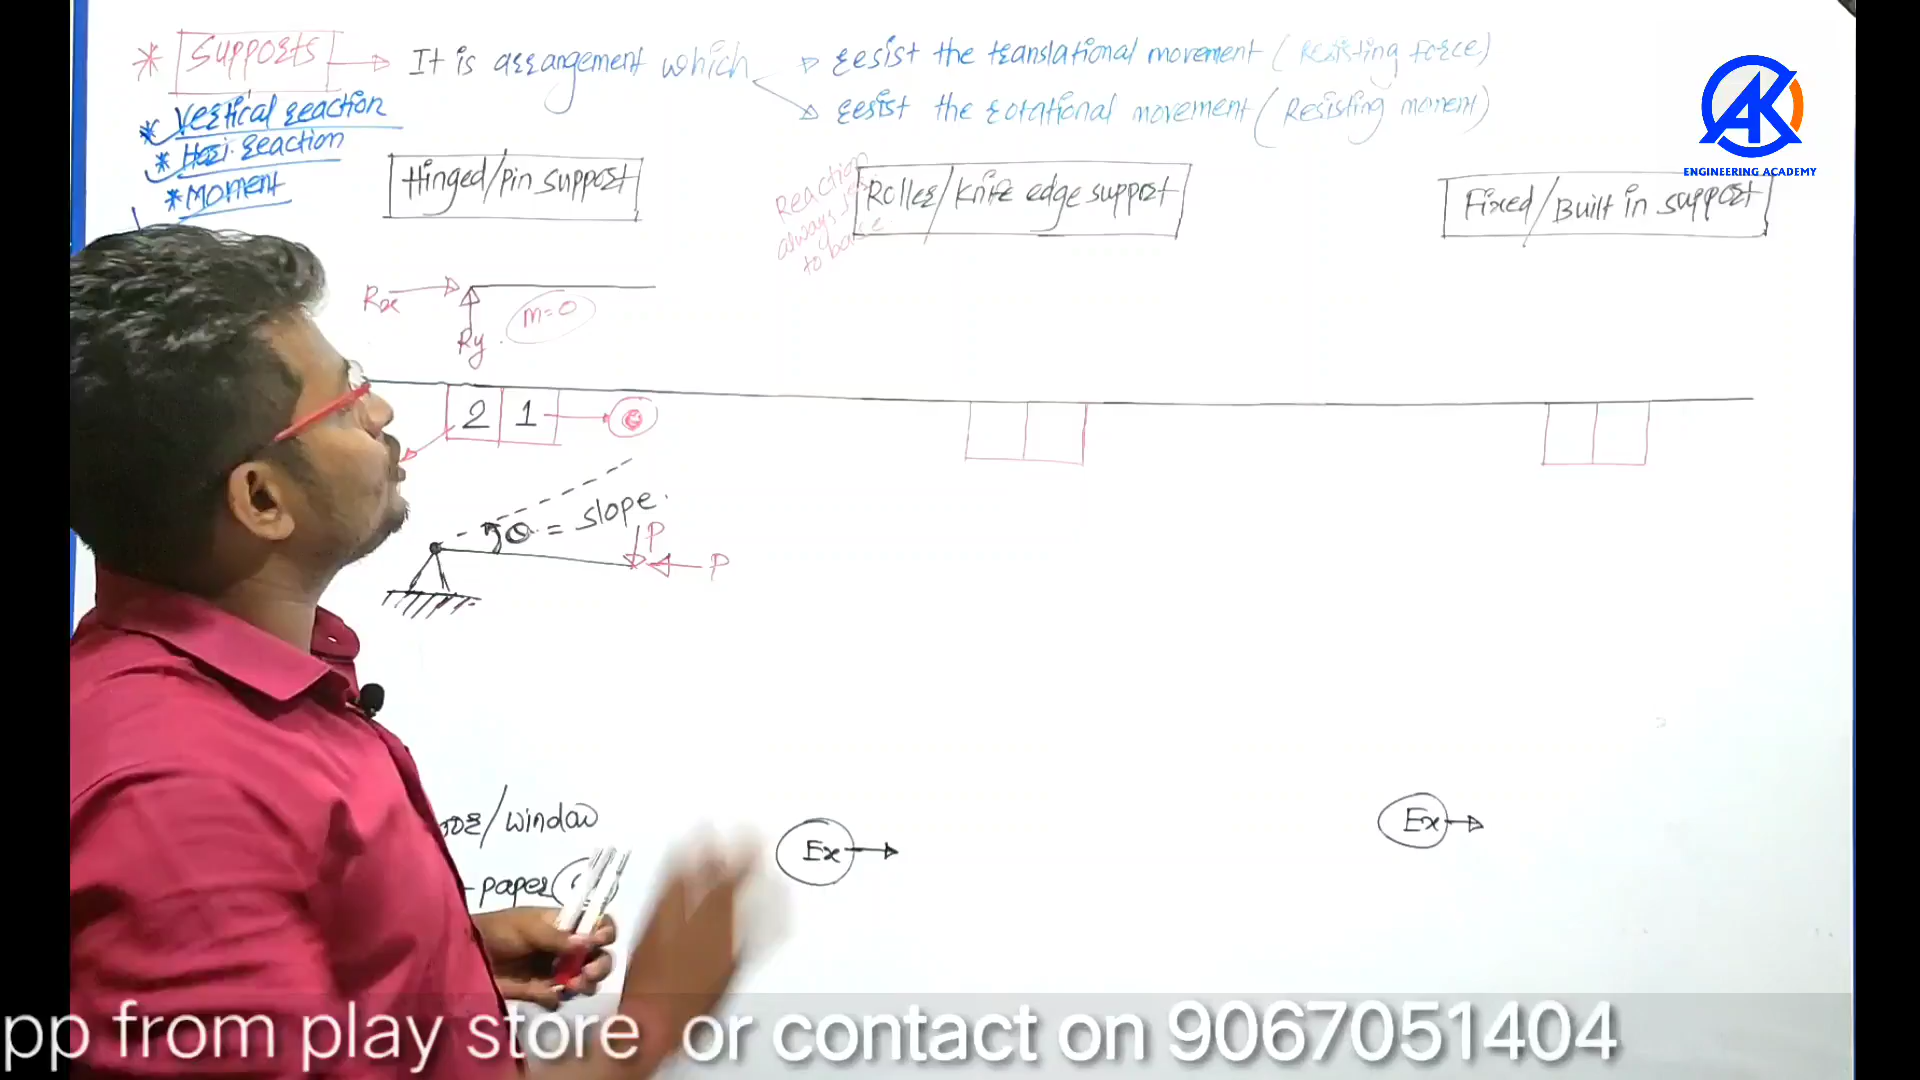 * Supports → It is arrangement which
resist the translational movement (Resisting force)
resist the rotational movement (Resisting moment)
* Vertical reaction
* Hori. reaction
* Moment
Hinged/pin support
Reaction
always
to base
Roller/Knife edge support
Fixed/Built in support
AK
ENGINEERING ACADEMY
Rx
Ry
m=0
2 1
θ
θ = slope.
P
P
/window
paper
Ex →
Ex →
pp from play store or contact on 9067051404